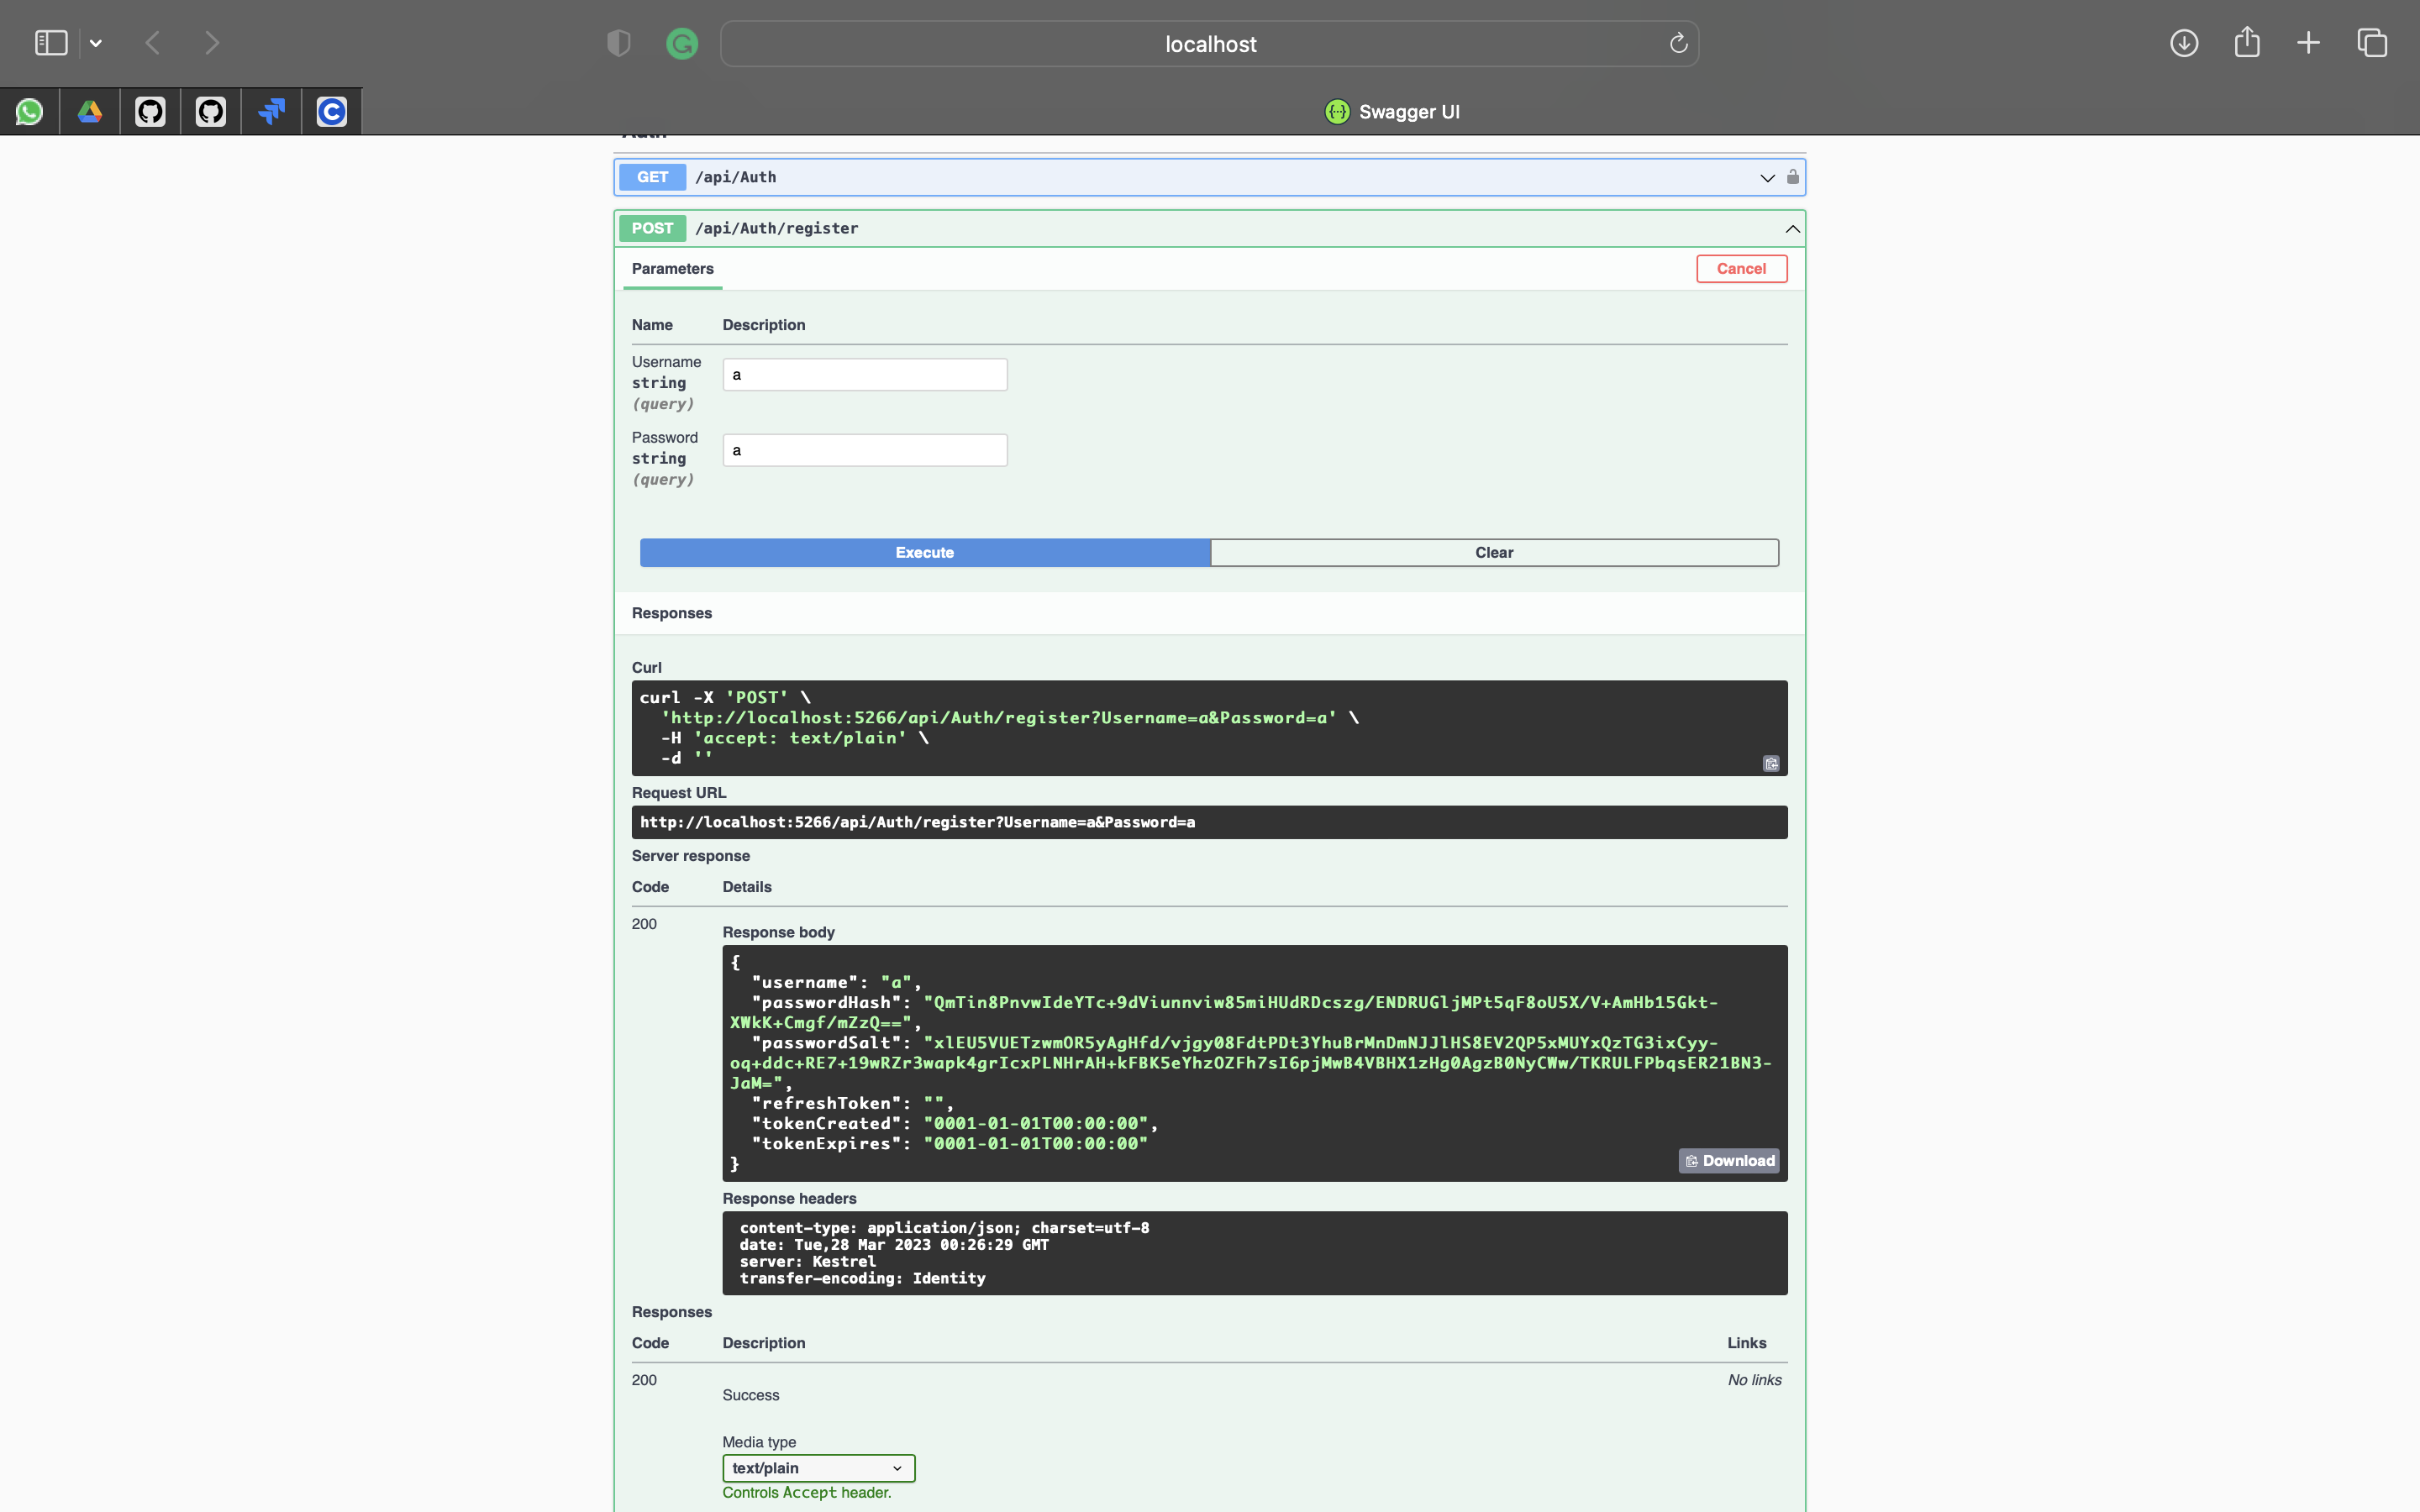 localhost
Swagger UI
GET /api/Auth
POST /api/Auth/register
Parameters
Cancel
Name Description
Username
string
(query)
a
Password
string
(query)
a
Execute Clear
Responses
Curl
curl -X 'POST' \
'http://localhost:5266/api/Auth/register?Username=a&Password=a' \
-H 'accept: text/plain' \
-d ''
Request URL
http://localhost:5266/api/Auth/register?Username=a&Password=a
Server response
Code Details
200
Response body
{
"username": "a",
"passwordHash": "QmTin8PnvwIdeYTc+9dViunnviw85miHUdRDcszg/ENDRUGljMPt5qF8oU5X/V+AmHb15Gkt-
XWkK+Cmgf/mZzQ==",
"passwordSalt": "xlEU5VUETzwmOR5yAgHfd/vjgy08FdtPDt3YhuBrMnDmNJJlHS8EV2QP5xMUYxQzTG3ixCyy-
oq+ddc+RE7+19wRZr3wapk4grIcxPLNHrAH+kFBK5eYhzOZFh7sI6pjMwB4VBHX1zHg0AgzB0NyCWw/TKRULFPbqsER21BN3-
JaM=",
"refreshToken": "",
"tokenCreated": "0001-01-01T00:00:00",
"tokenExpires": "0001-01-01T00:00:00"
}
Download
Response headers
content-type: application/json; charset=utf-8
date: Tue,28 Mar 2023 00:26:29 GMT
server: Kestrel
transfer-encoding: Identity
Responses
Code Description Links
200
Success
No links
Media type
text/plain
Controls Accept header.